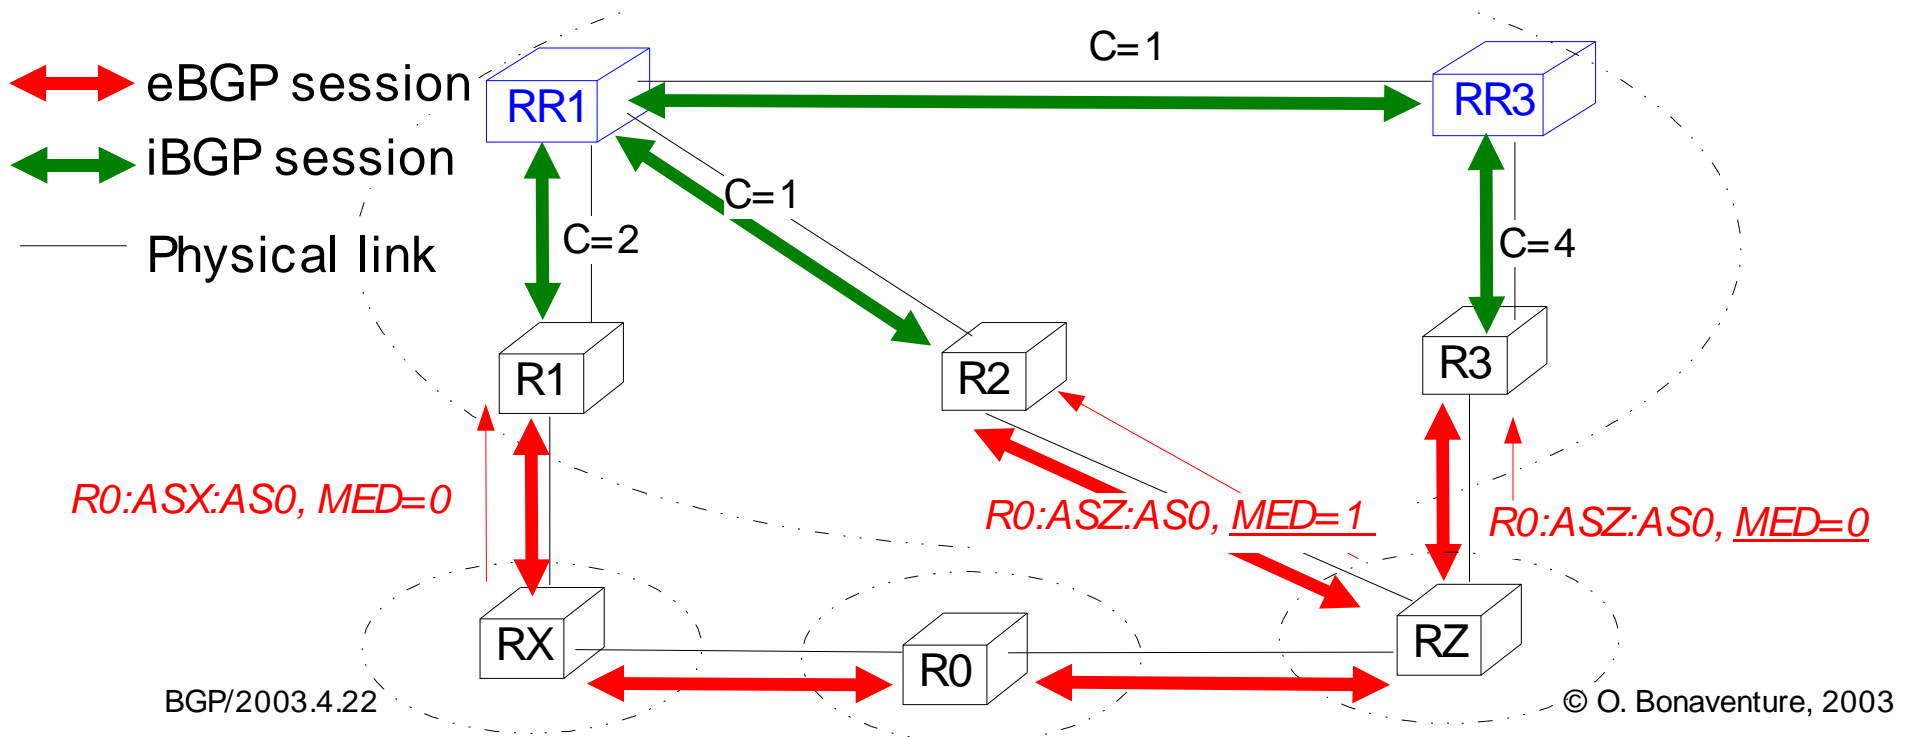 C=1
eBGP session
RR1
RR3
iBGP session
C=1
Physical link
C=2
C=4
R1
R2
R3
R0:ASX:AS0, MED=0
R0:ASZ:AS0, MED=1
R0:ASZ:AS0, MED=0
RX
R0
RZ
BGP/2003.4.22
© O. Bonaventure, 2003